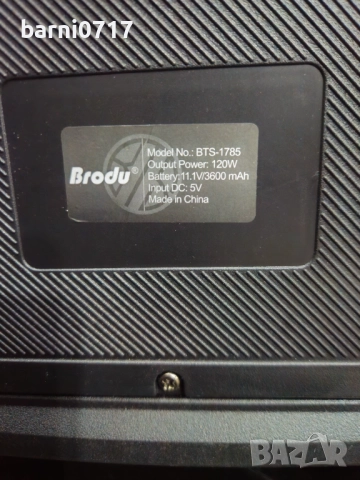 barni0717
Brodu®
Model No.: BTS-1785
Output Power: 120W
Battery:11.1V/3600 mAh
Input DC: 5V
Made in China
BAZAR